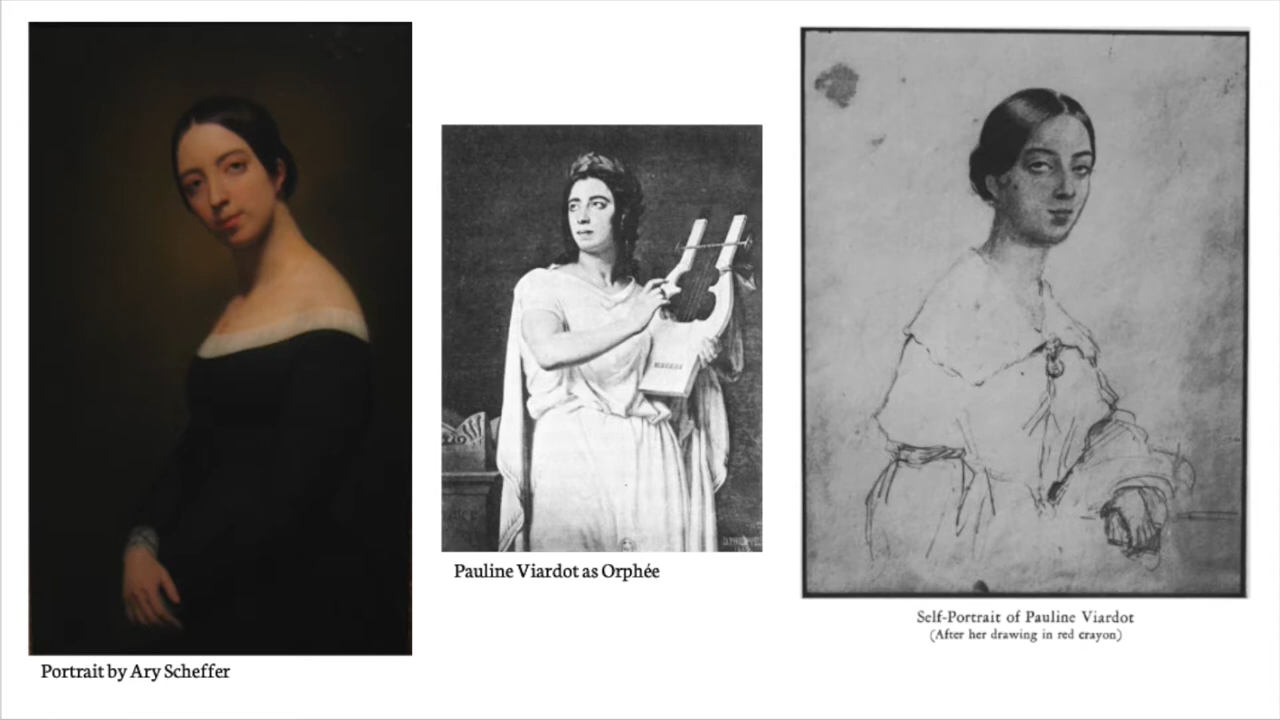 Portrait by Ary Scheffer
Pauline Viardot as Orphée
Self-Portrait of Pauline Viardot
(After her drawing in red crayon)